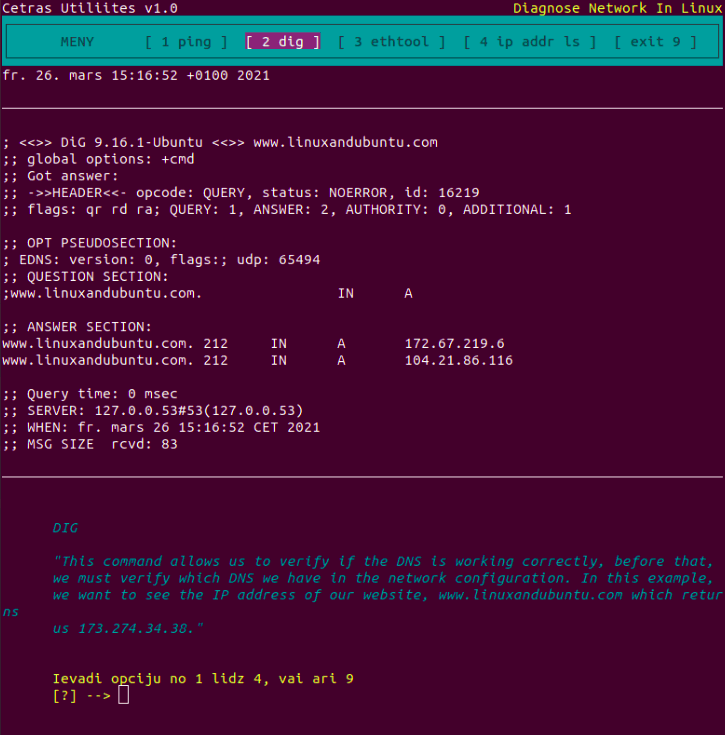 Cetras Utilliites v1.0 Diagnose Network In Linux
MENY [ 1 ping ] [ 2 dig ] [ 3 ethtool ] [ 4 ip addr ls ] [ exit 9 ]
fr. 26. mars 15:16:52 +0100 2021
; <<>> DiG 9.16.1-Ubuntu <<>> www.linuxandubuntu.com
;; global options: +cmd
;; Got answer:
;; ->>HEADER<<- opcode: QUERY, status: NOERROR, id: 16219
;; flags: qr rd ra; QUERY: 1, ANSWER: 2, AUTHORITY: 0, ADDITIONAL: 1
;; OPT PSEUDOSECTION:
; EDNS: version: 0, flags:; udp: 65494
;; QUESTION SECTION:
;www.linuxandubuntu.com. IN A
;; ANSWER SECTION:
www.linuxandubuntu.com. 212 IN A 172.67.219.6
www.linuxandubuntu.com. 212 IN A 104.21.86.116
;; Query time: 0 msec
;; SERVER: 127.0.0.53#53(127.0.0.53)
;; WHEN: fr. mars 26 15:16:52 CET 2021
;; MSG SIZE rcvd: 83
DIG
"This command allows us to verify if the DNS is working correctly, before that,
we must verify which DNS we have in the network configuration. In this example,
we want to see the IP address of our website, www.linuxandubuntu.com which retur
ns
us 173.274.34.38."
Ievadi opciju no 1 lidz 4, vai ari 9
[?] -->